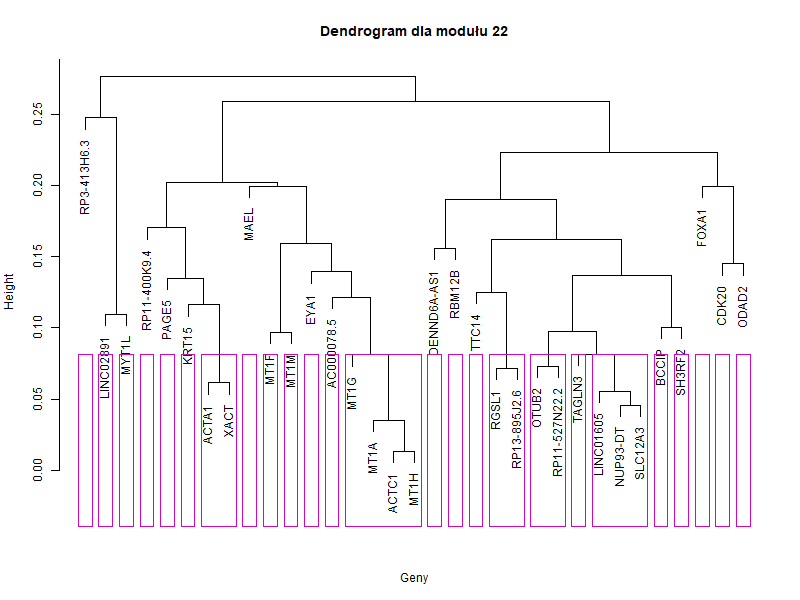 Dendrogram dla modułu 22
Height
0.25
0.20
0.15
0.10
0.05
0.00
RP3-413H6.3
LINC02891
MYT1L
RP11-400K9.4
PAGE5
KRT15
ACTA1
XACT
MAEL
MT1F
MT1M
EYA1
AC000078.5
MT1G
MT1A
ACTC1
MT1H
DENND6A-AS1
RBM12B
TTC14
RGSL1
RP13-895J2.6
OTUB2
RP11-527N22.2
TAGLN3
LINC01605
NUP93-DT
SLC12A3
BCCIP
SH3RF2
FOXA1
CDK20
ODAD2
Geny